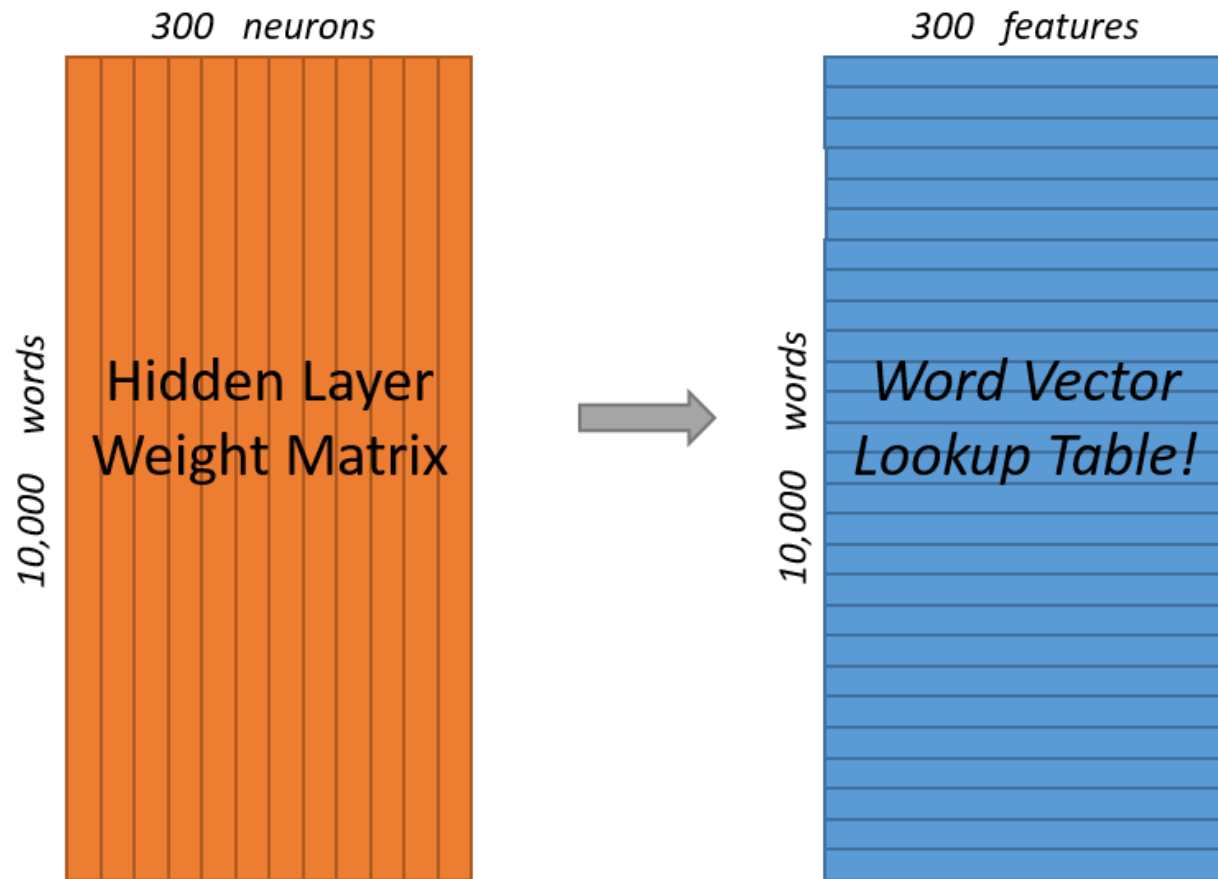 300 neurons
300 features
10,000 words
Hidden Layer
Weight Matrix
10,000 words
Word Vector
Lookup Table!